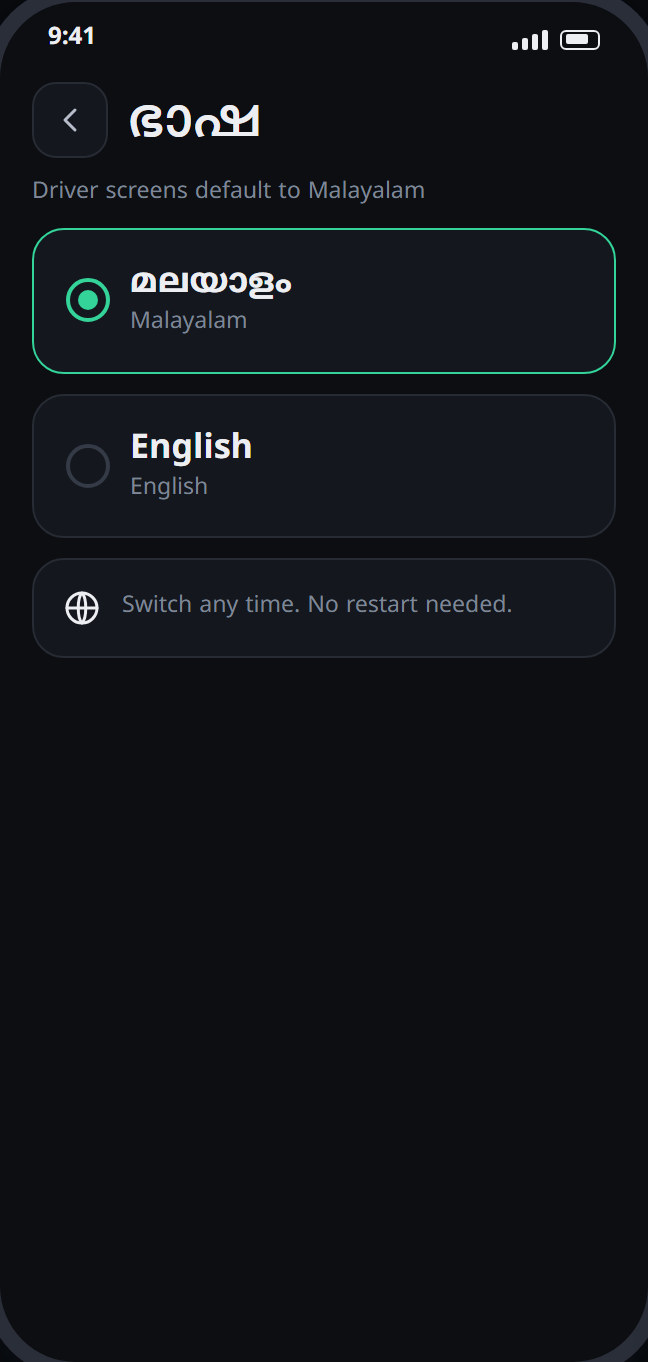 9:41
ഭാഷ
Driver screens default to Malayalam
മലയാളം
Malayalam
English
English
Switch any time. No restart needed.